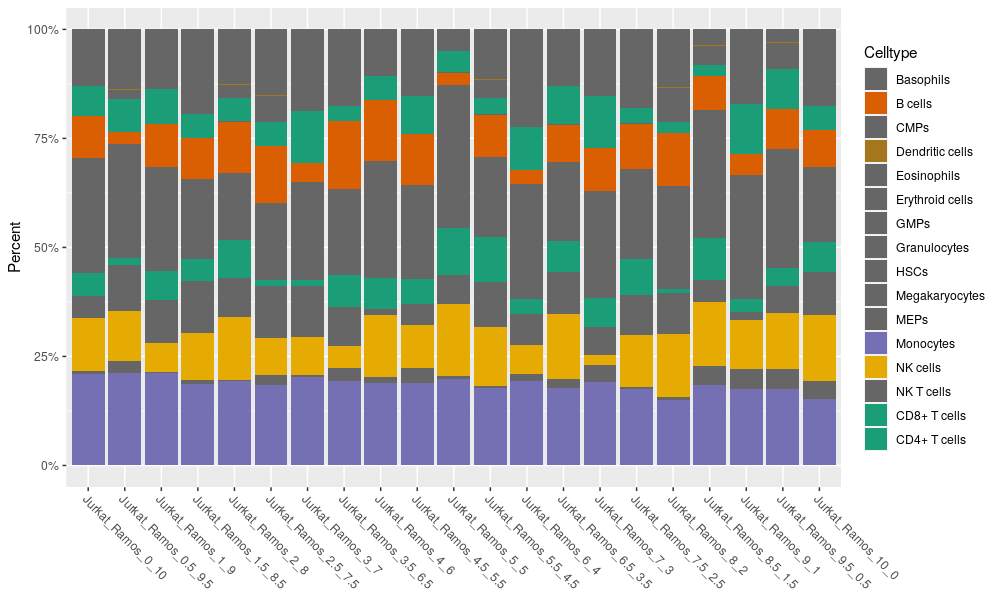 100%
75%
50%
25%
0%
Percent
Jurkat_Ramos_0_10
Jurkat_Ramos_0.5_9.5
Jurkat_Ramos_1_9
Jurkat_Ramos_1.5_8.5
Jurkat_Ramos_2_8
Jurkat_Ramos_2.5_7.5
Jurkat_Ramos_3_7
Jurkat_Ramos_3.5_6.5
Jurkat_Ramos_4_6
Jurkat_Ramos_4.5_5.5
Jurkat_Ramos_5_5
Jurkat_Ramos_5.5_4.5
Jurkat_Ramos_6_4
Jurkat_Ramos_6.5_3.5
Jurkat_Ramos_7_3
Jurkat_Ramos_7.5_2.5
Jurkat_Ramos_8_2
Jurkat_Ramos_8.5_1.5
Jurkat_Ramos_9_1
Jurkat_Ramos_9.5_0.5
Jurkat_Ramos_10_0
Celltype
Basophils
B cells
CMPs
Dendritic cells
Eosinophils
Erythroid cells
GMPs
Granulocytes
HSCs
Megakaryocytes
MEPs
Monocytes
NK cells
NK T cells
CD8+ T cells
CD4+ T cells